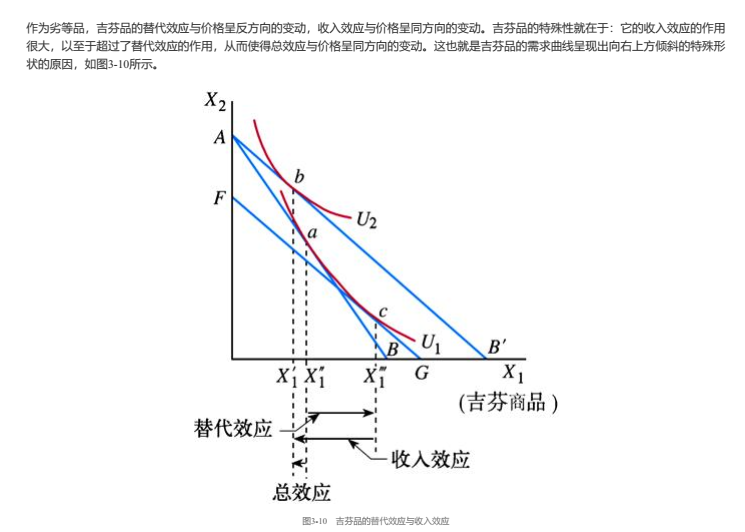 作为劣等品，吉芬品的替代效应与价格呈反方向的变动，收入效应与价格呈同方向的变动。吉芬品的特殊性就在于：它的收入效应的作用
很大，以至于超过了替代效应的作用，从而使得总效应与价格呈同方向的变动。这也就是吉芬品的需求曲线呈现出向右上方倾斜的特殊形
状的原因，如图3-10所示。
X₂
A
b
F
U₂
a
c
B
U₁
B′
X₁′ X₁″ X₁‴ G X₁
(吉芬商品)
替代效应
收入效应
总效应
图3-10 吉芬品的替代效应与收入效应